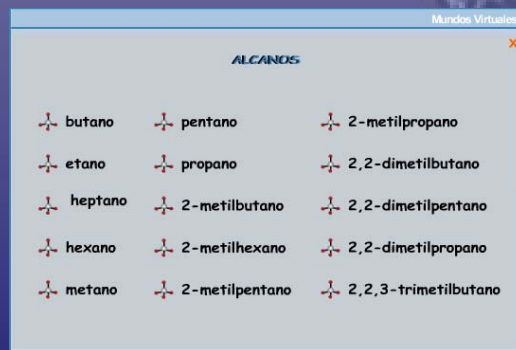 Mundos Virtuales
X
ALCANOS
butano pentano 2-metilpropano
etano propano 2,2-dimetilbutano
heptano 2-metilbutano 2,2-dimetilpentano
hexano 2-metilhexano 2,2-dimetilpropano
metano 2-metilpentano 2,2,3-trimetilbutano